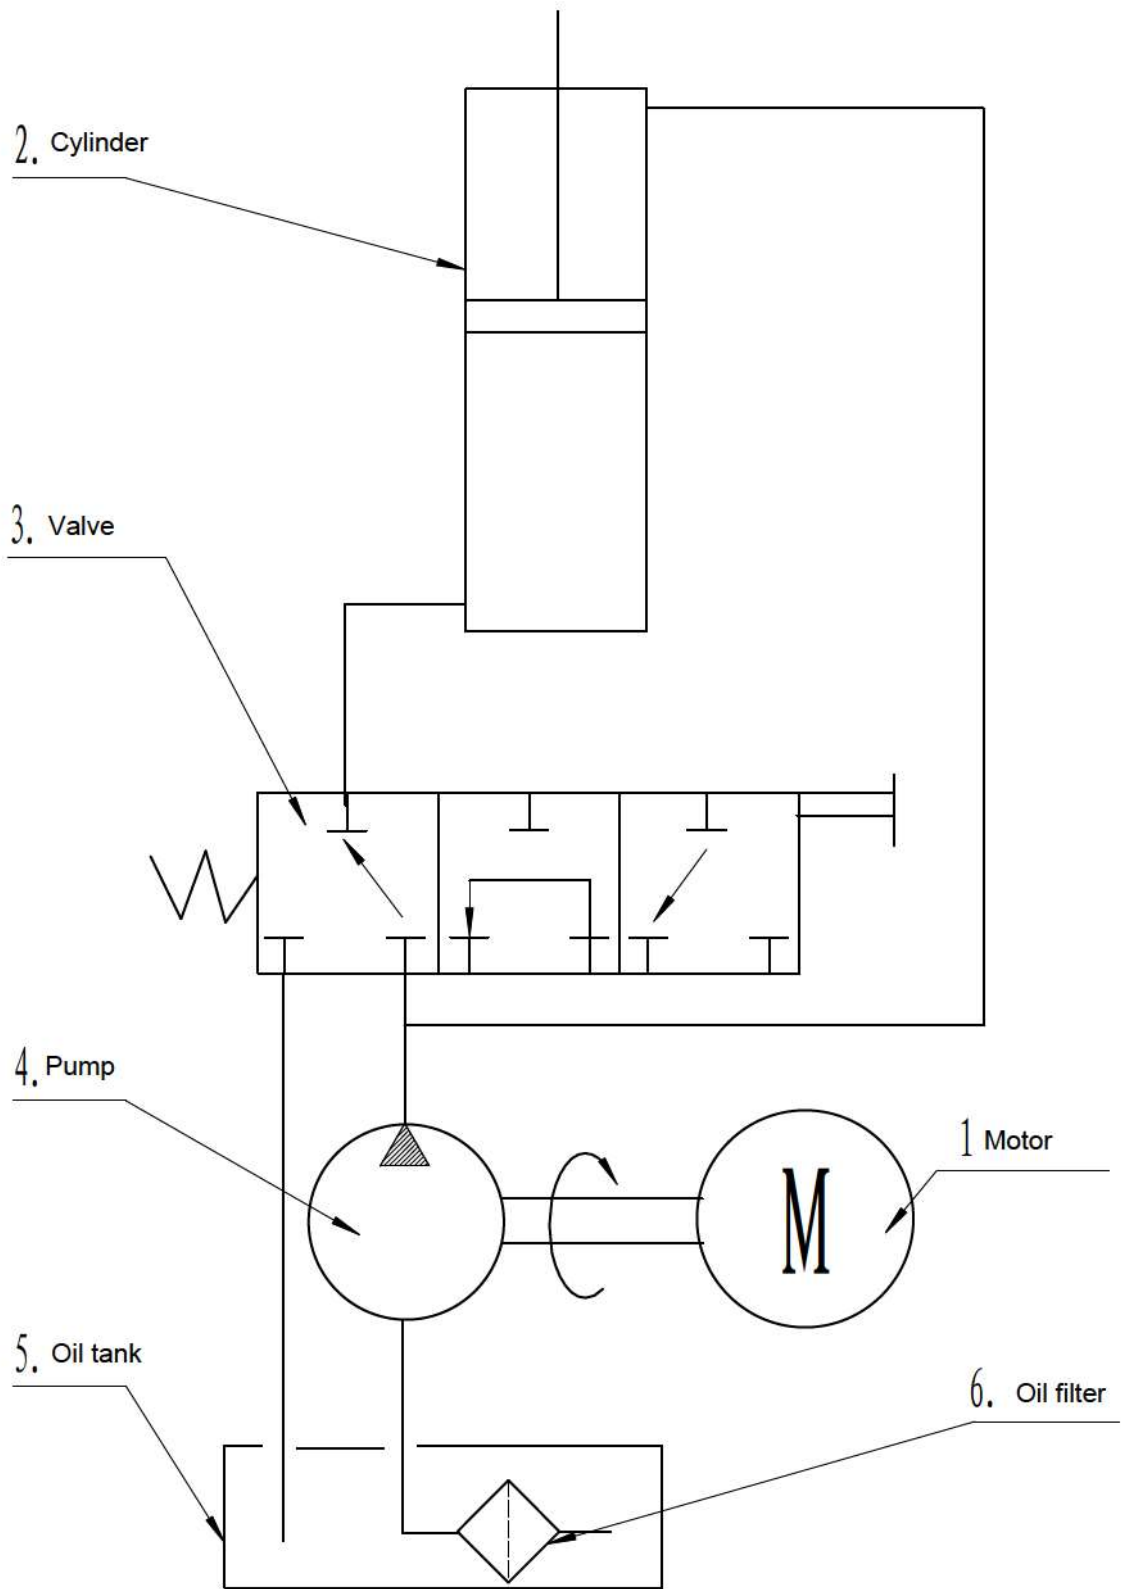 2. Cylinder
3. Valve
4. Pump
1 Motor
M
5. Oil tank
6. Oil filter